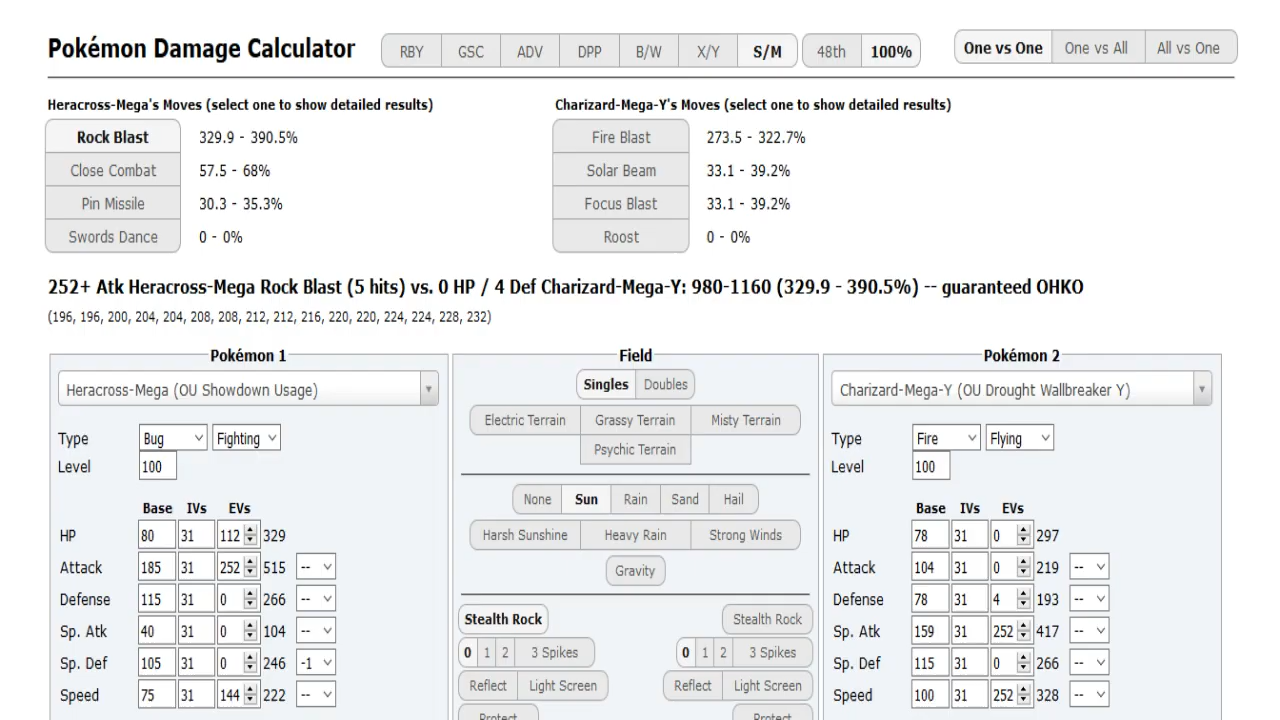 Pokémon Damage Calculator RBY GSC ADV DPP B/W X/Y S/M 48th 100% One vs One One vs All All vs One
Heracross-Mega's Moves (select one to show detailed results) Charizard-Mega-Y's Moves (select one to show detailed results)
Rock Blast 329.9 - 390.5% Fire Blast 273.5 - 322.7%
Close Combat 57.5 - 68% Solar Beam 33.1 - 39.2%
Pin Missile 30.3 - 35.3% Focus Blast 33.1 - 39.2%
Swords Dance 0 - 0% Roost 0 - 0%
252+ Atk Heracross-Mega Rock Blast (5 hits) vs. 0 HP / 4 Def Charizard-Mega-Y: 980-1160 (329.9 - 390.5%) -- guaranteed OHKO
(196, 196, 200, 204, 204, 208, 208, 212, 212, 216, 220, 220, 224, 224, 228, 232)
Pokémon 1
Heracross-Mega (OU Showdown Usage)
Type Bug Fighting
Level 100
Base IVs EVs
HP 80 31 112 329
Attack 185 31 252 515 --
Defense 115 31 0 266 --
Sp. Atk 40 31 0 104 --
Sp. Def 105 31 0 246 -1
Speed 75 31 144 222 --
Field
Singles Doubles
Electric Terrain Grassy Terrain Misty Terrain
Psychic Terrain
None Sun Rain Sand Hail
Harsh Sunshine Heavy Rain Strong Winds
Gravity
Stealth Rock Stealth Rock
0 1 2 3 Spikes 0 1 2 3 Spikes
Reflect Light Screen Reflect Light Screen
Protect Protect
Pokémon 2
Charizard-Mega-Y (OU Drought Wallbreaker Y)
Type Fire Flying
Level 100
Base IVs EVs
HP 78 31 0 297
Attack 104 31 0 219 --
Defense 78 31 4 193 --
Sp. Atk 159 31 252 417 --
Sp. Def 115 31 0 266 --
Speed 100 31 252 328 --